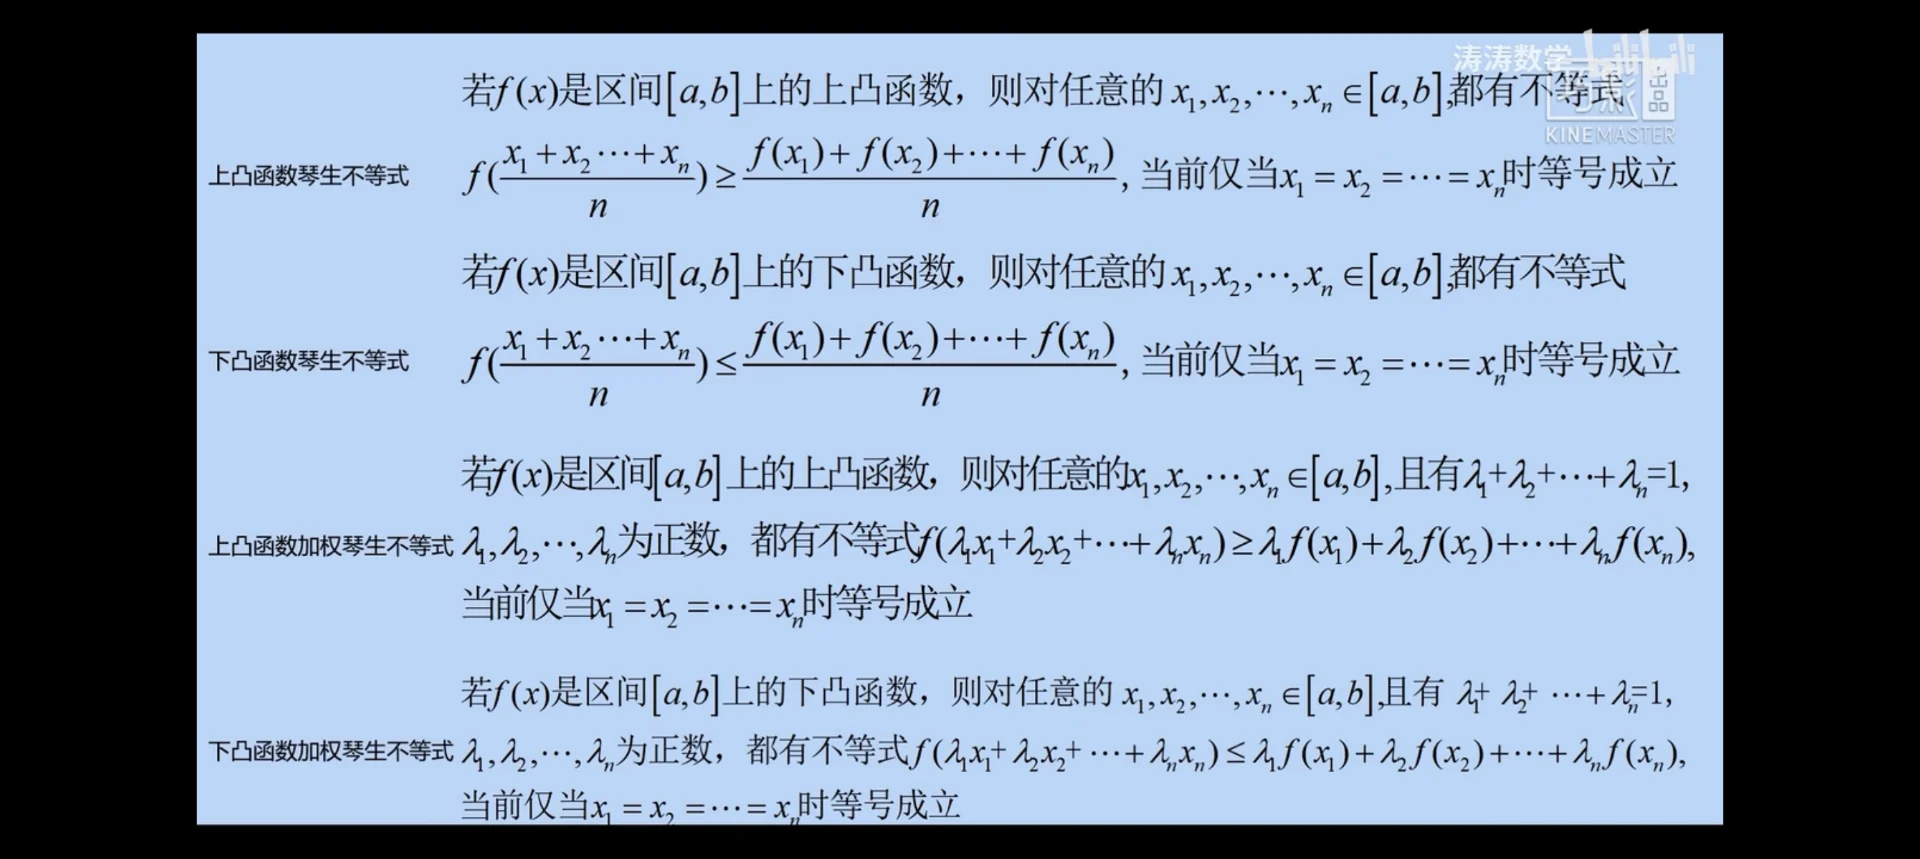 涛涛数学 bilibili
巧影 出品
KINEMASTER
若f(x)是区间[a,b]上的上凸函数，则对任意的 x₁,x₂,⋯,xₙ∈[a,b],都有不等式
上凸函数琴生不等式 f((x₁+x₂⋯+xₙ)/n)≥(f(x₁)+f(x₂)+⋯+f(xₙ))/n, 当前仅当x₁=x₂=⋯=xₙ时等号成立
若f(x)是区间[a,b]上的下凸函数，则对任意的 x₁,x₂,⋯,xₙ∈[a,b],都有不等式
下凸函数琴生不等式 f((x₁+x₂⋯+xₙ)/n)≤(f(x₁)+f(x₂)+⋯+f(xₙ))/n, 当前仅当x₁=x₂=⋯=xₙ时等号成立
若f(x)是区间[a,b]上的上凸函数，则对任意的x₁,x₂,⋯,xₙ∈[a,b],且有λ₁+λ₂+⋯+λₙ=1,
上凸函数加权琴生不等式 λ₁,λ₂,⋯,λₙ为正数，都有不等式f(λ₁x₁+λ₂x₂+⋯+λₙxₙ)≥λ₁f(x₁)+λ₂f(x₂)+⋯+λₙf(xₙ),
当前仅当x₁=x₂=⋯=xₙ时等号成立
若f(x)是区间[a,b]上的下凸函数，则对任意的 x₁,x₂,⋯,xₙ∈[a,b],且有 λ₁+ λ₂+ ⋯+λₙ=1,
下凸函数加权琴生不等式 λ₁,λ₂,⋯,λₙ为正数，都有不等式f(λ₁x₁+λ₂x₂+ ⋯+λₙxₙ)≤λ₁f(x₁)+λ₂f(x₂)+⋯+λₙf(xₙ),
当前仅当x₁=x₂=⋯=xₙ时等号成立